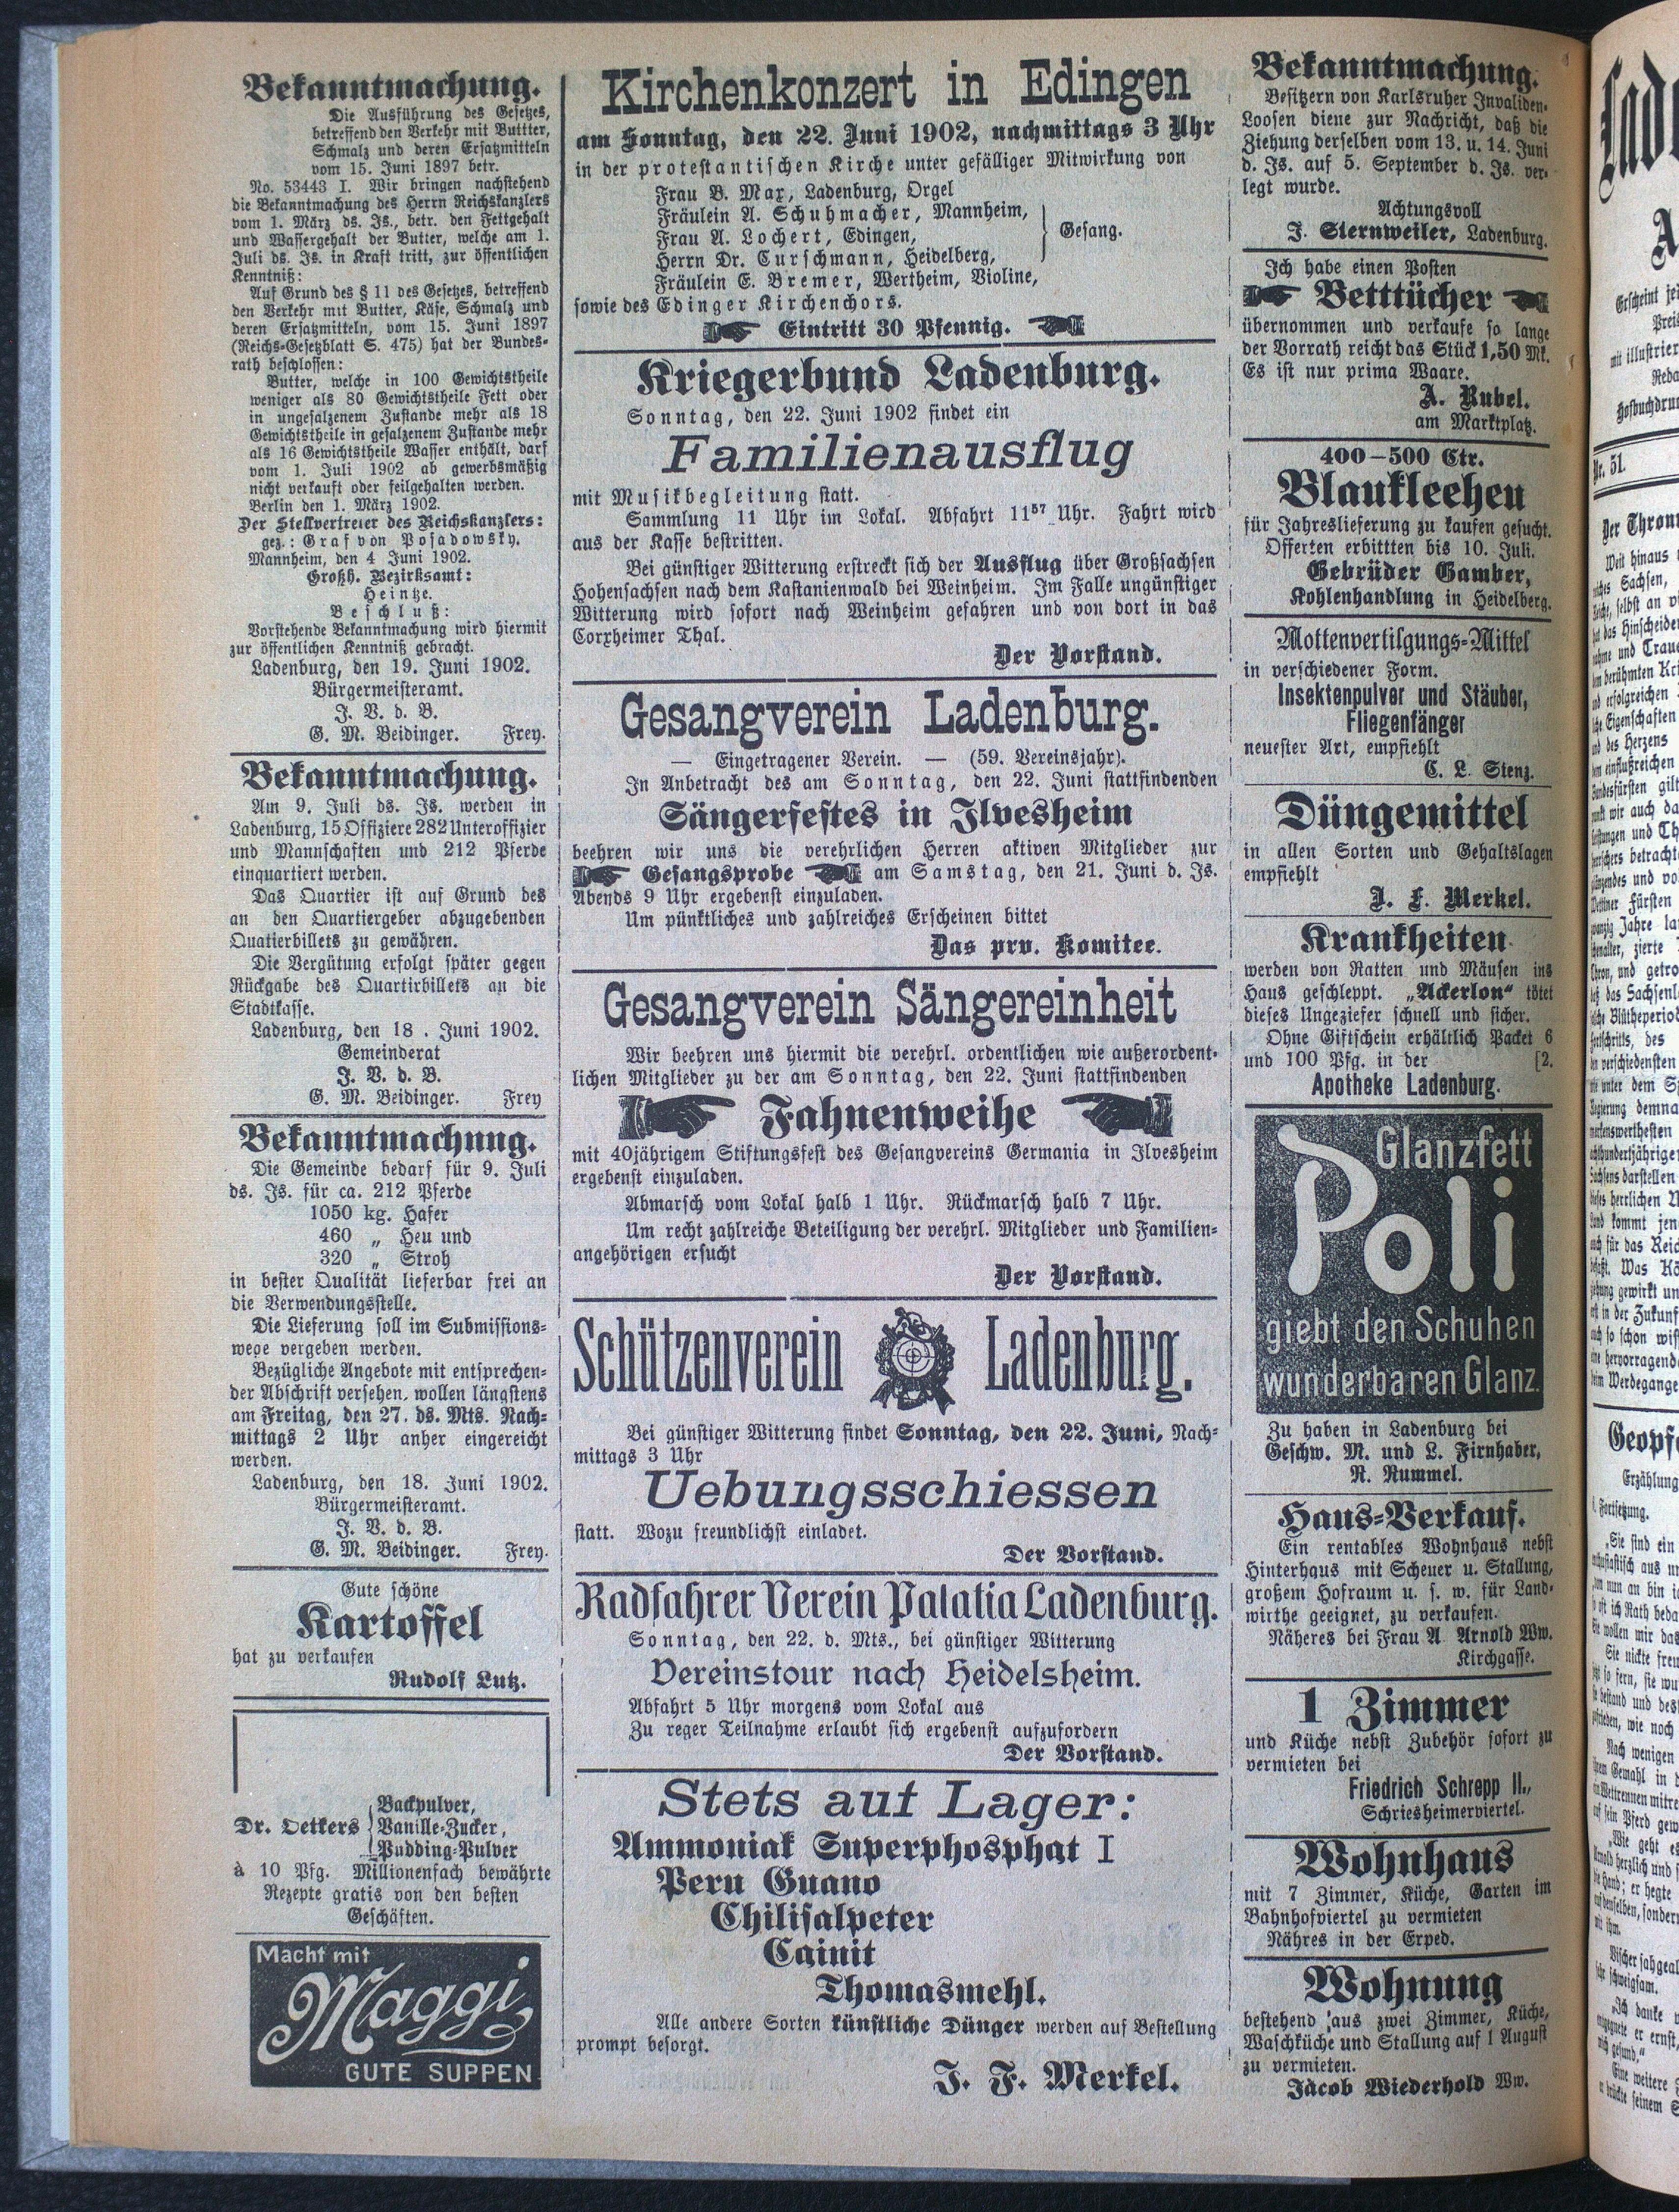 Bekanntmachung.
Die Ausführung des Gesetzes,
betreffend den Verkehr mit Buttter,
Schmalz und deren Ersatzmitteln
vom 15. Juni 1897 betr.
No. 53443 I. Wir bringen nachstehend
die Bekanntmachung des Herrn Reichskanzlers
vom 1. März ds. Js., betr. den Fettgehalt
und Wassergehalt der Butter, welche am 1.
Juli ds. Js. in Kraft tritt, zur öffentlichen
Kenntniß:
Auf Grund des § 11 des Gesetzes, betreffend
den Verkehr mit Butter, Käse, Schmalz und
deren Ersatzmitteln, vom 15. Juni 1897
(Reichs-Gesetzblatt S. 475) hat der Bundes-
rath beschlossen:
Butter, welche in 100 Gewichtstheile
weniger als 80 Gewichtstheile Fett oder
in ungesalzenem Zustande mehr als 18
Gewichtstheile in gesalzenem Zustande mehr
als 16 Gewichtstheile Wasser enthält, darf
vom 1. Juli 1902 ab gewerbsmäßig
nicht verkauft oder feilgehalten werden.
Berlin den 1. März 1902.
Der Stellvertreter des Reichskanzlers:
gez.: Graf von Posadowsky.
Mannheim, den 4 Juni 1902.
Großh. Bezirksamt:
Heintze.
Beschluß:
Vorstehende Bekanntmachung wird hiermit
zur öffentlichen Kenntniß gebracht.
Ladenburg, den 19. Juni 1902.
Bürgermeisteramt.
J. V. d. B.
G. M. Beidinger. Frey.
Bekanntmachung.
Am 9. Juli ds. Js. werden in
Ladenburg, 15 Offiziere 282 Unteroffizier
und Mannschaften und 212 Pferde
einquartiert werden.
Das Quartier ist auf Grund des
an den Quartiergeber abzugebenden
Quatierbillets zu gewähren.
Die Vergütung erfolgt später gegen
Rückgabe des Quartirbillets an die
Stadtkasse.
Ladenburg, den 18 . Juni 1902.
Gemeinderat
J. V. d. B.
G. M. Beidinger. Frey
Bekanntmachung.
Die Gemeinde bedarf für 9. Juli
ds. Js. für ca. 212 Pferde
1050 kg. Hafer
460 „ Heu und
320 „ Stroh
in bester Qualität lieferbar frei an
die Verwendungsstelle.
Die Lieferung soll im Submissions-
wege vergeben werden.
Bezügliche Angebote mit entsprechen-
der Abschrift versehen, wollen längstens
am Freitag, den 27. ds. Mts. Nach-
mittags 2 Uhr anher eingereicht
werden.
Ladenburg, den 18. Juni 1902.
Bürgermeisteramt.
J. V. d. B.
G. M. Beidinger. Frey.
Gute schöne
Kartoffel
hat zu verkaufen
Rudolf Lutz.
Dr. Oetkers
Backpulver,
Vanille-Zucker,
Pudding-Pulver
à 10 Pfg. Millionenfach bewährte
Rezepte gratis von den besten
Geschäften.
Macht mit
Maggi
GUTE SUPPEN
Kirchenkonzert in Edingen
am Sonntag, den 22. Juni 1902, nachmittags 3 Uhr
in der protestantischen Kirche unter gefälliger Mitwirkung von
Frau B. Max, Ladenburg, Orgel
Fräulein A. Schuhmacher, Mannheim,
Frau A. Lochert, Edingen,
Gesang.
Herrn Dr. Curschmann, Heidelberg,
Fräulein E. Bremer, Wertheim, Violine,
sowie des Edinger Kirchenchors.
Eintritt 30 Pfennig.
Kriegerbund Ladenburg.
Sonntag, den 22. Juni 1902 findet ein
Familienausflug
mit Musikbegleitung statt.
Sammlung 11 Uhr im Lokal. Abfahrt 11⁵⁷ Uhr. Fahrt wird
aus der Kasse bestritten.
Bei günstiger Witterung erstreckt sich der Ausflug über Großsachsen
Hohensachsen nach dem Kastanienwald bei Weinheim. Im Falle ungünstiger
Witterung wird sofort nach Weinheim gefahren und von dort in das
Corxheimer Thal.
Der Vorstand.
Gesangverein Ladenburg.
— Eingetragener Verein. — (59. Vereinsjahr).
In Anbetracht des am Sonntag, den 22. Juni stattfindenden
Sängerfestes in Ilvesheim
beehren wir uns die verehrlichen Herren aktiven Mitglieder zur
Gesangsprobe am Samstag, den 21. Juni d. Js.
Abends 9 Uhr ergebenst einzuladen.
Um pünktliches und zahlreiches Erscheinen bittet
Das prv. Komitee.
Gesangverein Sängereinheit
Wir beehren uns hiermit die verehrl. ordentlichen wie außerordent-
lichen Mitglieder zu der am Sonntag, den 22. Juni stattfindenden
Fahnenweihe
mit 40jährigem Stiftungsfest des Gesangvereins Germania in Ilvesheim
ergebenst einzuladen.
Abmarsch vom Lokal halb 1 Uhr. Rückmarsch halb 7 Uhr.
Um recht zahlreiche Beteiligung der verehrl. Mitglieder und Familien-
angehörigen ersucht
Der Vorstand.
Schützenverein Ladenburg.
Bei günstiger Witterung findet Sonntag, den 22. Juni, Nach-
mittags 3 Uhr
Uebungsschiessen
statt. Wozu freundlichst einladet.
Der Vorstand.
Radfahrer Verein Palatia Ladenburg.
Sonntag, den 22. d. Mts., bei günstiger Witterung
Vereinstour nach Heidelsheim.
Abfahrt 5 Uhr morgens vom Lokal aus
Zu reger Teilnahme erlaubt sich ergebenst aufzufordern
Der Vorstand.
Stets auf Lager:
Ammoniak Superphosphat I
Peru Guano
Chilisalpeter
Cainit
Thomasmehl.
Alle andere Sorten künstliche Dünger werden auf Bestellung
prompt besorgt.
J. F. Merkel.
Bekanntmachung.
Besitzern von Karlsruher Invaliden-
Loosen diene zur Nachricht, daß die
Ziehung derselben vom 13. u. 14. Juni
d. Js. auf 5. September d. Js. ver-
legt wurde.
Achtungsvoll
J. Sternweiler, Ladenburg.
Ich habe einen Posten
Betttücher
übernommen und verkaufe so lange
der Vorrath reicht das Stück 1,50 Mk.
Es ist nur prima Waare.
A. Rubel.
am Marktplatz.
400–500 Ctr.
Blaukleeheu
für Jahreslieferung zu kaufen gesucht.
Offerten erbittten bis 10. Juli.
Gebrüder Gamber,
Kohlenhandlung in Heidelberg.
Mottenvertilgungs-Mittel
in verschiedener Form.
Insektenpulver und Stäuber,
Fliegenfänger
neuester Art, empfiehlt
C. L. Stenz.
Düngemittel
in allen Sorten und Gehaltslagen
empfiehlt
J. F. Merkel.
Krankheiten
werden von Ratten und Mäusen ins
Haus geschleppt. „Ackerlon“ tötet
dieses Ungeziefer schnell und sicher.
Ohne Giftschein erhältlich Packet 6
und 100 Pfg. in der [2.
Apotheke Ladenburg.
Glanzfett
Poli
giebt den Schuhen
wunderbaren Glanz.
Zu haben in Ladenburg bei
Geschw. M. und L. Firnhaber,
R. Nummel.
Haus-Verkauf.
Ein rentables Wohnhaus nebst
Hinterhaus mit Scheuer u. Stallung,
großem Hofraum u. s. w. für Land-
wirthe geeignet, zu verkaufen.
Näheres bei Frau A Arnold Ww.
Kirchgasse.
1 Zimmer
und Küche nebst Zubehör sofort zu
vermieten bei
Friedrich Schrepp II.,
Schriesheimerviertel.
Wohnhaus
mit 7 Zimmer, Küche, Garten im
Bahnhofviertel zu vermieten
Nähres in der Exped.
Wohnung
bestehend aus zwei Zimmer, Küche,
Waschküche und Stallung auf 1 August
zu vermieten.
Jacob Wiederhold Ww.
Nr. 51.